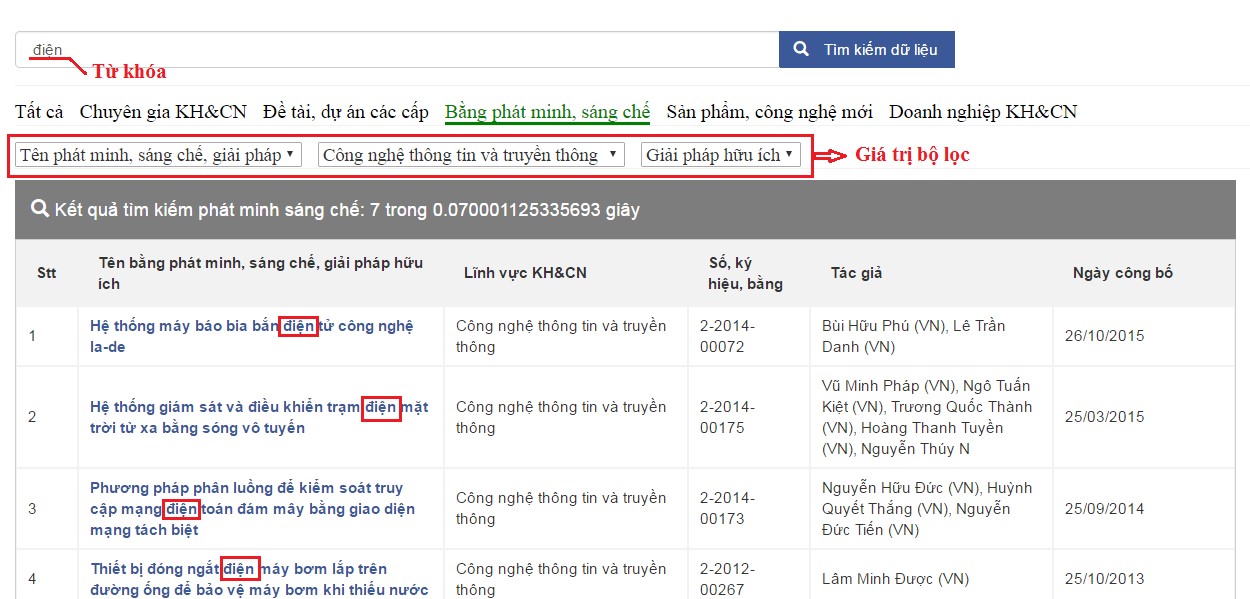 điện
Tìm kiếm dữ liệu
Từ khóa
Tất cả Chuyên gia KH&CN Đề tài, dự án các cấp Bằng phát minh, sáng chế Sản phẩm, công nghệ mới Doanh nghiệp KH&CN
Tên phát minh, sáng chế, giải pháp Công nghệ thông tin và truyền thông Giải pháp hữu ích Giá trị bộ lọc
Kết quả tìm kiếm phát minh sáng chế: 7 trong 0.070001125335693 giây
Stt
Tên bằng phát minh, sáng chế, giải pháp hữu
ích
Lĩnh vực KH&CN
Số, ký
hiệu, bằng
Tác giả
Ngày công bố
1
Hệ thống máy báo bia bắn điện tử công nghệ
la-de
Công nghệ thông tin và truyền
thông
2-2014-
00072
Bùi Hữu Phú (VN), Lê Trần
Danh (VN)
26/10/2015
2
Hệ thống giám sát và điều khiển trạm điện mặt
trời từ xa bằng sóng vô tuyến
Công nghệ thông tin và truyền
thông
2-2014-
00175
Vũ Minh Pháp (VN), Ngô Tuấn
Kiệt (VN), Trương Quốc Thành
(VN), Hoàng Thanh Tuyền
(VN), Nguyễn Thúy N
25/03/2015
3
Phương pháp phân luồng để kiểm soát truy
cập mạng điện toán đám mây bằng giao diện
mạng tách biệt
Công nghệ thông tin và truyền
thông
2-2014-
00173
Nguyễn Hữu Đức (VN), Huỳnh
Quyết Thắng (VN), Nguyễn
Đức Tiến (VN)
25/09/2014
4
Thiết bị đóng ngắt điện máy bơm lắp trên
đường ống để bảo vệ máy bơm khi thiếu nước
Công nghệ thông tin và truyền
thông
2-2012-
00267
Lâm Minh Được (VN)
25/10/2013